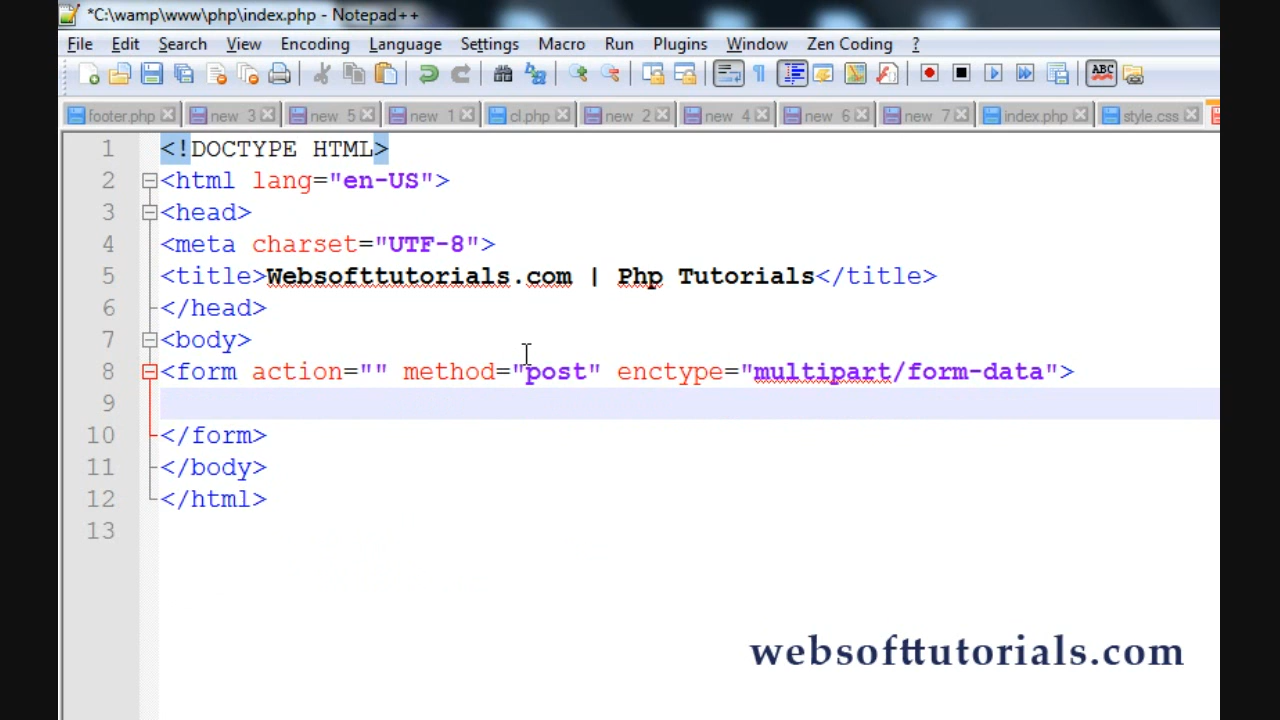 *C:\wamp\www\php\index.php - Notepad++
File Edit Search View Encoding Language Settings Macro Run Plugins Window Zen Coding ?
ABC
footer.php new 3 new 5 new 1 cl.php new 2 new 4 new 6 new 7 index.php style.css
1 <!DOCTYPE HTML>
2 <html lang="en-US">
3 <head>
4 <meta charset="UTF-8">
5 <title>Websofttutorials.com | Php Tutorials</title>
6 </head>
7 <body>
8 <form action="" method="post" enctype="multipart/form-data">
9
10 </form>
11 </body>
12 </html>
13
websofttutorials.com